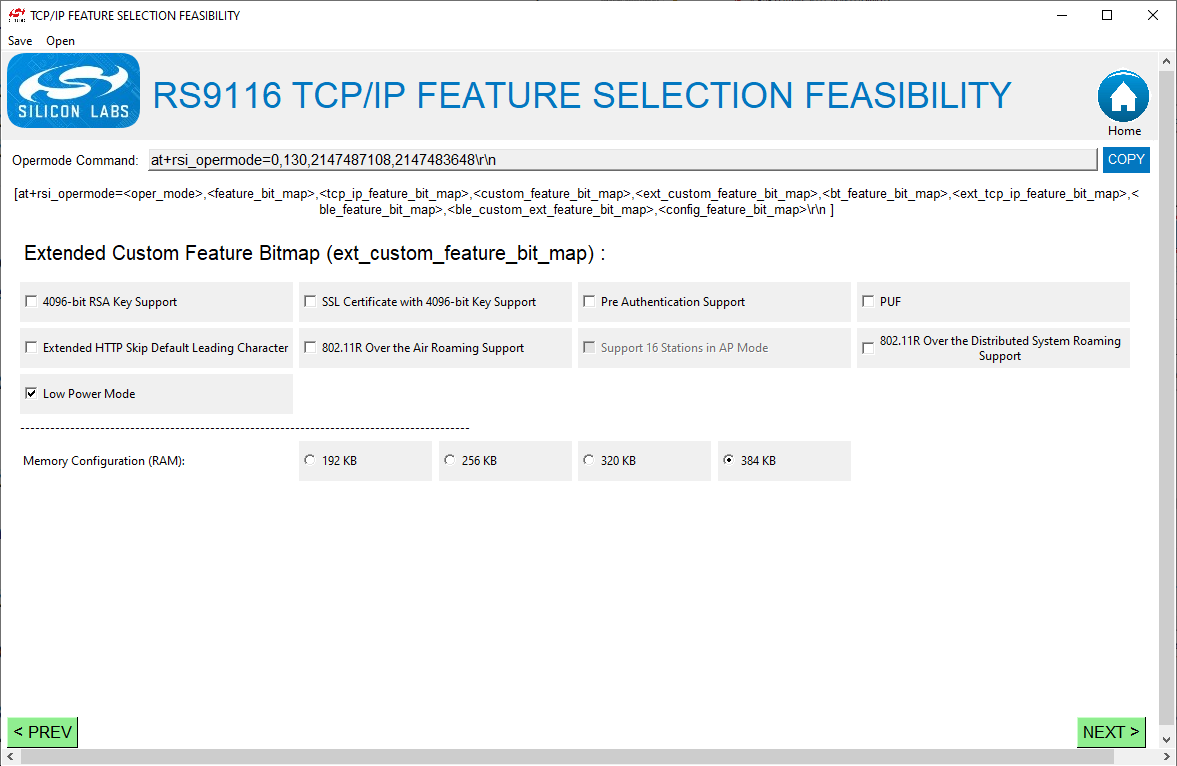 TCP/IP FEATURE SELECTION FEASIBILITY
Save Open
SILICON LABS
RS9116 TCP/IP FEATURE SELECTION FEASIBILITY
Home
Opermode Command: at+rsi_opermode=0,130,2147487108,2147483648\r\n COPY
[at+rsi_opermode=<oper_mode>,<feature_bit_map>,<tcp_ip_feature_bit_map>,<custom_feature_bit_map>,<ext_custom_feature_bit_map>,<bt_feature_bit_map>,<ext_tcp_ip_feature_bit_map>,<
ble_feature_bit_map>,<ble_custom_ext_feature_bit_map>,<config_feature_bit_map>\r\n ]
Extended Custom Feature Bitmap (ext_custom_feature_bit_map) :
4096-bit RSA Key Support
SSL Certificate with 4096-bit Key Support
Pre Authentication Support
PUF
Extended HTTP Skip Default Leading Character
802.11R Over the Air Roaming Support
Support 16 Stations in AP Mode
802.11R Over the Distributed System Roaming
Support
Low Power Mode
------------------------------------------------------------------------------------------
Memory Configuration (RAM): 192 KB 256 KB 320 KB 384 KB
< PREV
NEXT >